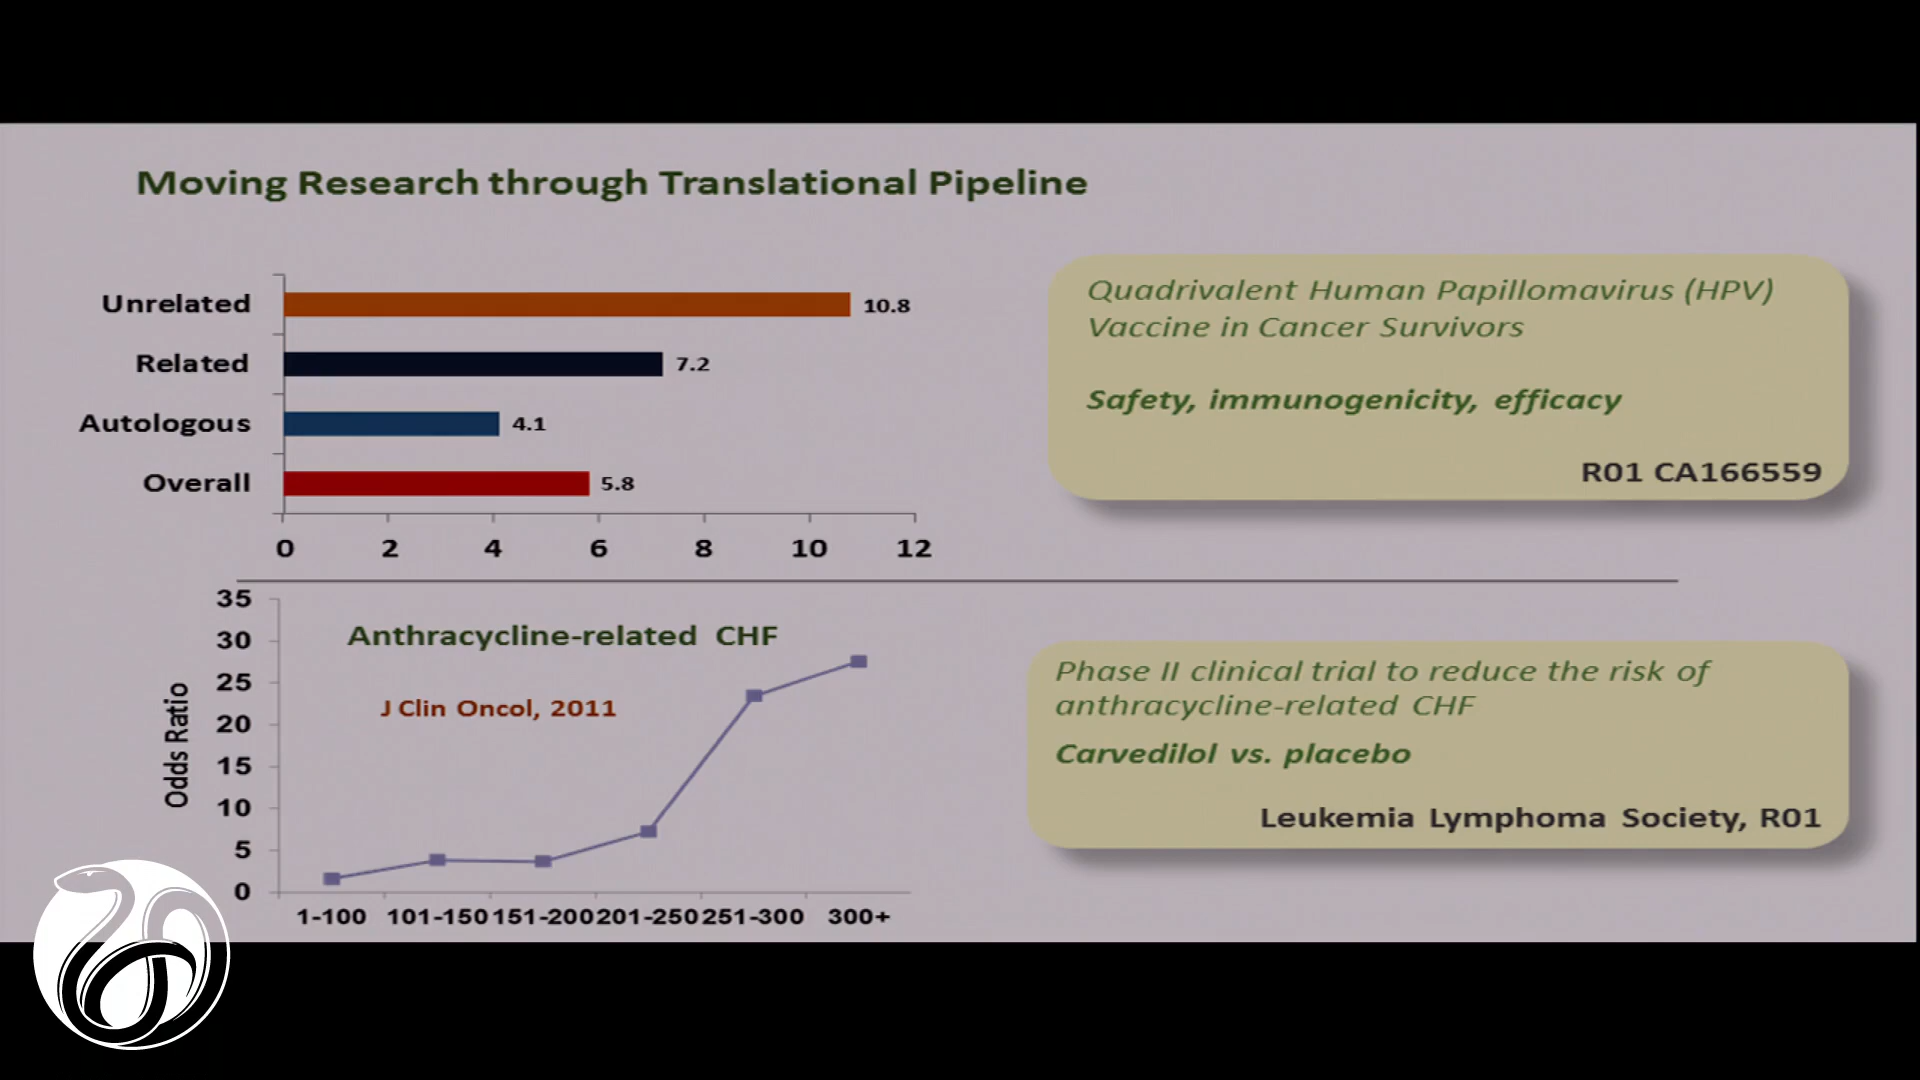 Moving Research through Translational Pipeline
Unrelated 10.8
Related 7.2
Autologous 4.1
Overall 5.8
0 2 4 6 8 10 12
Quadrivalent Human Papillomavirus (HPV)
Vaccine in Cancer Survivors
Safety, immunogenicity, efficacy
R01 CA166559
Anthracycline-related CHF
J Clin Oncol, 2011
Odds Ratio
35
30
25
20
15
10
5
0
1-100 101-150 151-200 201-250 251-300 300+
Phase II clinical trial to reduce the risk of
anthracycline-related CHF
Carvedilol vs. placebo
Leukemia Lymphoma Society, R01